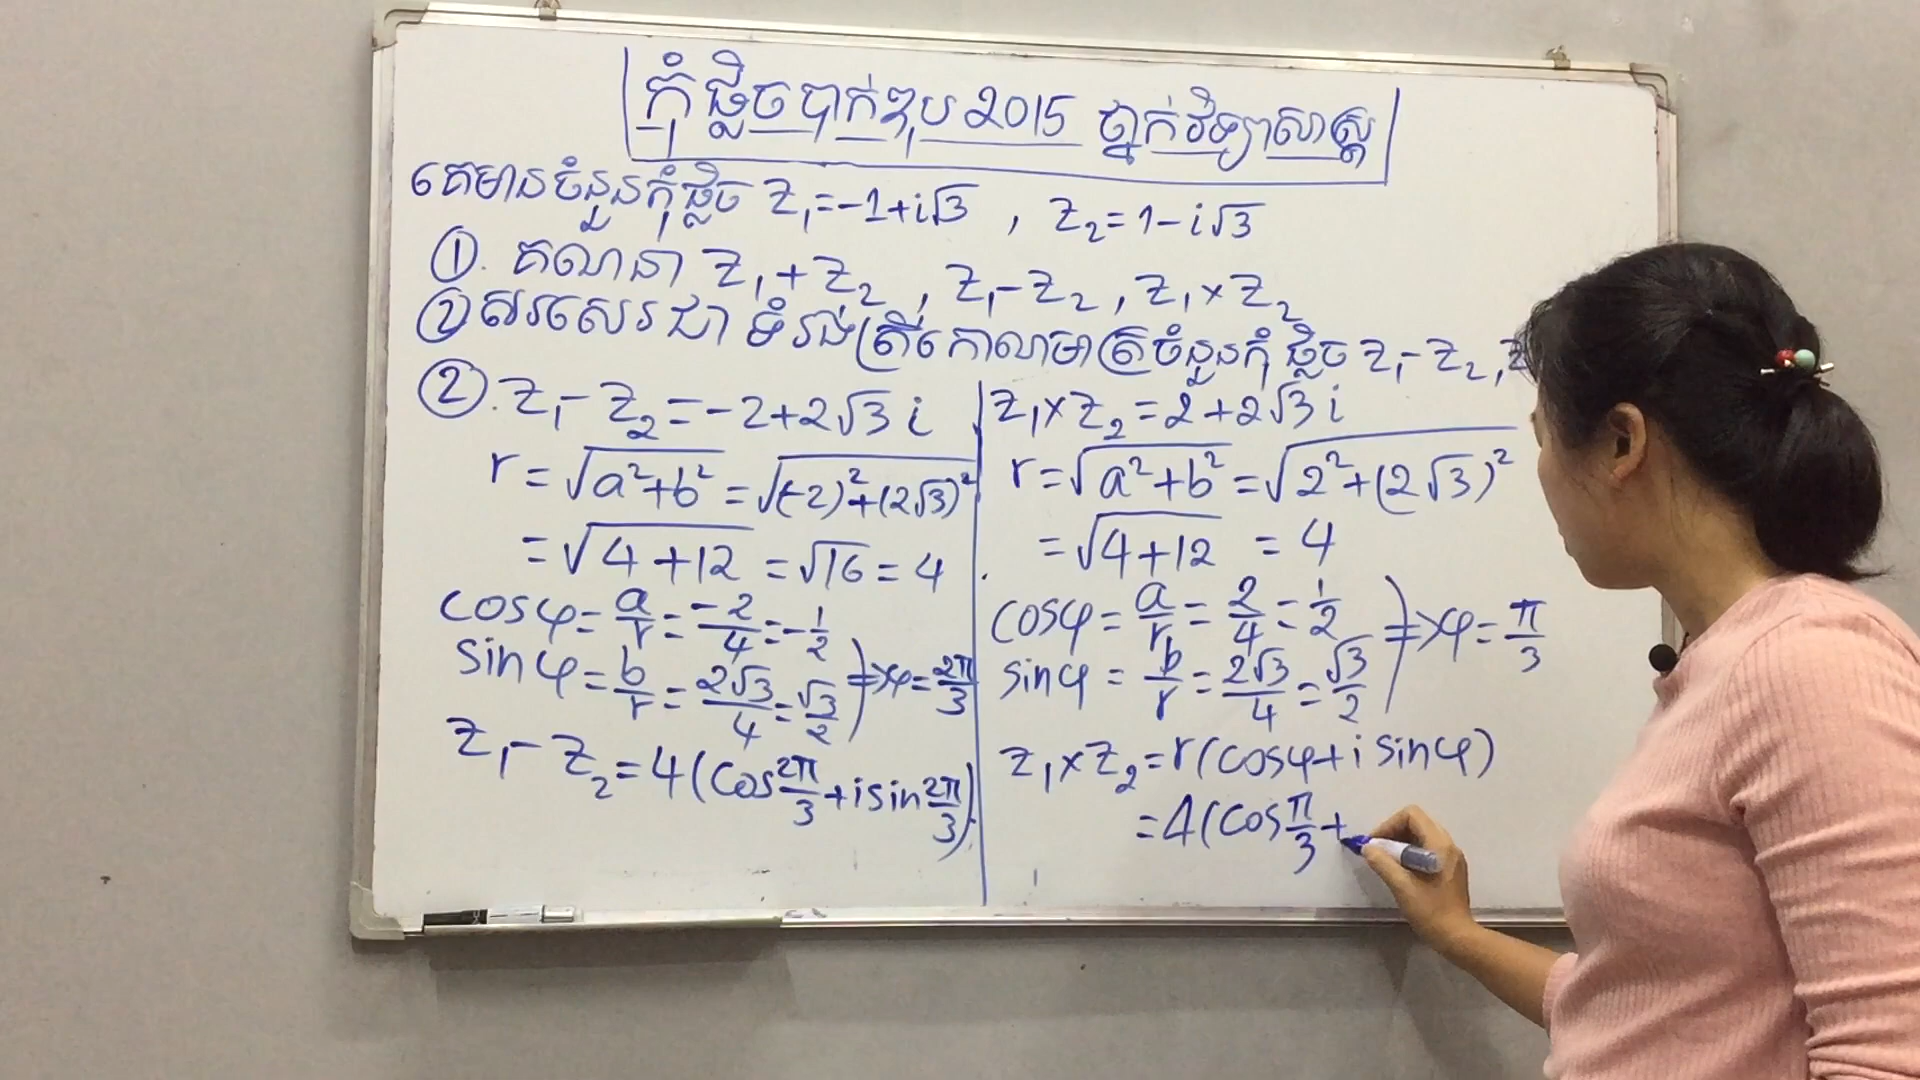 កុំផ្លិចបាក់ឌុប 2015 ថ្នាក់វិទ្យាសាស្ត្រ
គេមានចំនួនកុំផ្លិច z₁=-1+i√3 , z₂=1-i√3
①. គណនា z₁+z₂ , z₁-z₂ , z₁×z₂
②សរសេរជា ទំរង់ត្រីកោណមាត្រចំនួនកុំផ្លិច z₁-z₂,
②. z₁-z₂=-2+2√3 i
r=√(a²+b²)=√((-2)²+(2√3)²)
=√(4+12)=√16=4
cosφ=a/r=-2/4=-1/2
sinφ=b/r=2√3/4=√3/2 ) ⇒φ=2π/3
z₁-z₂=4(cos2π/3+isin2π/3).
z₁×z₂=2+2√3 i
r=√(a²+b²)=√(2²+(2√3)²)
=√(4+12) =4
cosφ=a/r=2/4=1/2
sinφ=b/r=2√3/4=√3/2 ) ⇒φ=π/3
z₁×z₂=r(cosφ+i sinφ)
=4(cosπ/3+